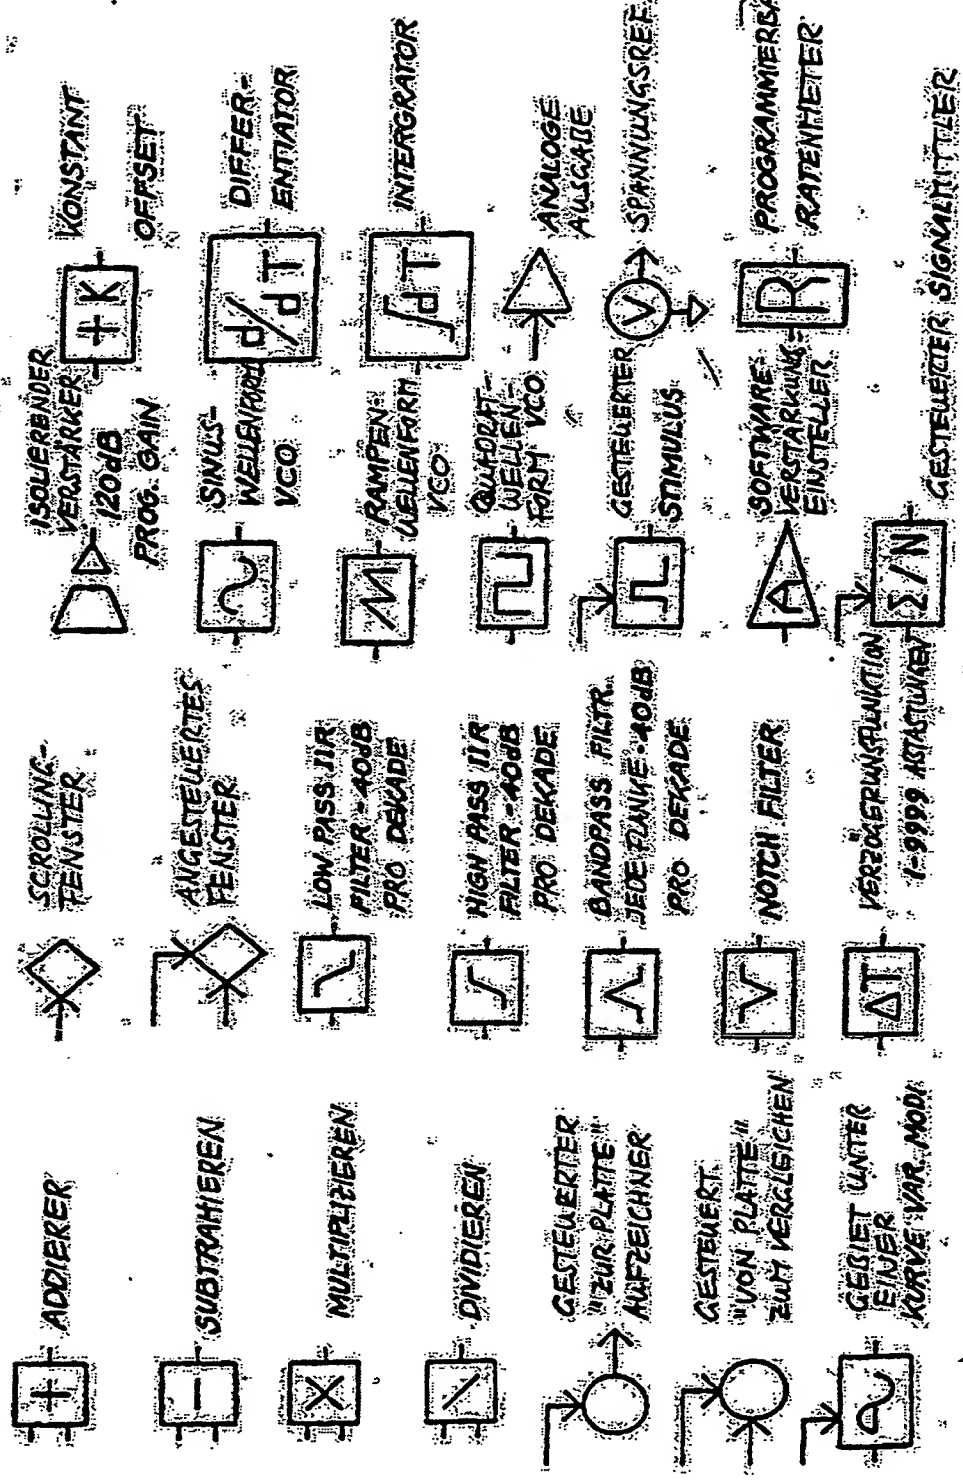 ADDIERER
+
SUBTRAHIEREN
−
MULTIPLIZIEREN
X
DIVIDIEREN
/
GESTEUERTER
"ZUR PLATTE"
AUFZEICHNER
GESTEUERT
"VON PLATTE"
ZUM VERGLEICHEN
GEBIET UNTER
EINER
KURVE VAR. MODI
SCROLLING-
FENSTER
ANGESTEUERTES
FENSTER
LOW PASS IIR
FILTER -40dB
PRO DEKADE
HIGH PASS IIR
FILTER -40dB
PRO DEKADE
BANDPASS FILTR.
JEDE FLANKE -40dB
PRO DEKADE
NOTCH FILTER
ΔT
VERZÖGERUNSFUNKTION
1-9999 ABTASTUNGEN
ISOLIERENDER
VERSTÄRKER
120dB
PROG. GAIN
SINUS-
WELLENFORM
VCO
RAMPEN-
WELLENFORM
VCO
QUADRAT-
WELLEN-
FORM VCO
GESTEUERTER
STIMULUS
A
SOFTWARE-
VERSTÄRKUNG-
EINSTELLER
Σ/N
GESTEUERTER SIGNALMITTLER
+K
KONSTANT
OFFSET
d/dT
DIFFER-
ENTIATOR
∫dT
INTERGRATOR
ANALOGE
AUSGABE
V
SPANNUNGSREF
R
PROGRAMMIERBA
RATENMETER